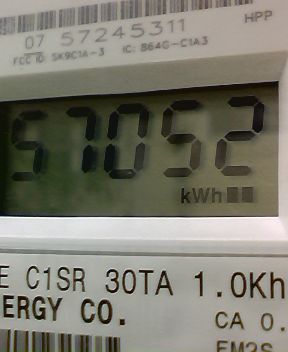 HPP
07 57245311
FCC ID: SK9C1A-3 IC: 864G-C1A3
57052
kWh
E C1SR 30TA 1.0Kh
ERGY CO.
CA 0.